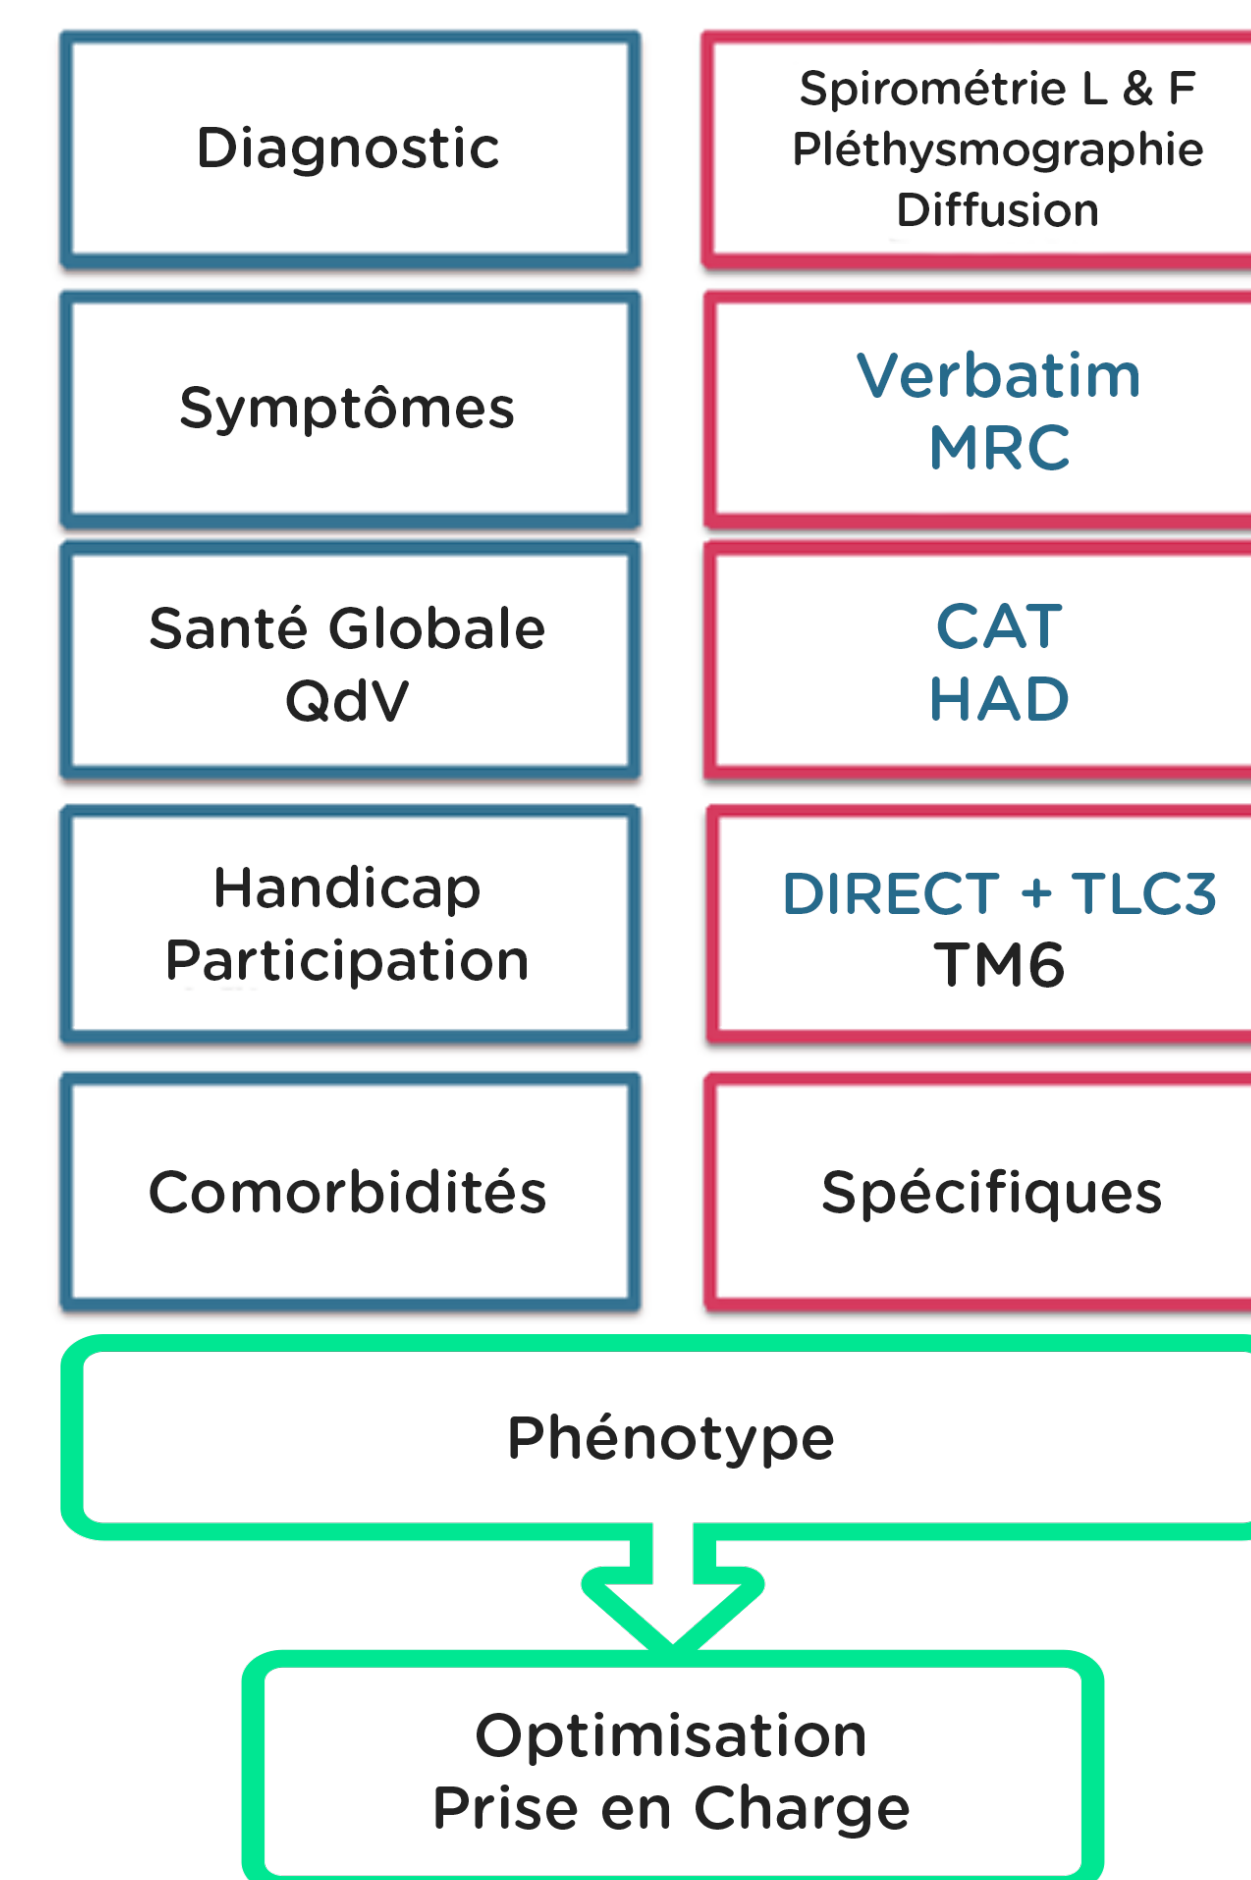 Diagnostic
Spirométrie L & F
Pléthysmographie
Diffusion
Symptômes
Verbatim
MRC
Santé Globale
QdV
CAT
HAD
Handicap
Participation
DIRECT + TLC3
TM6
Comorbidités
Spécifiques
Phénotype
Optimisation
Prise en Charge